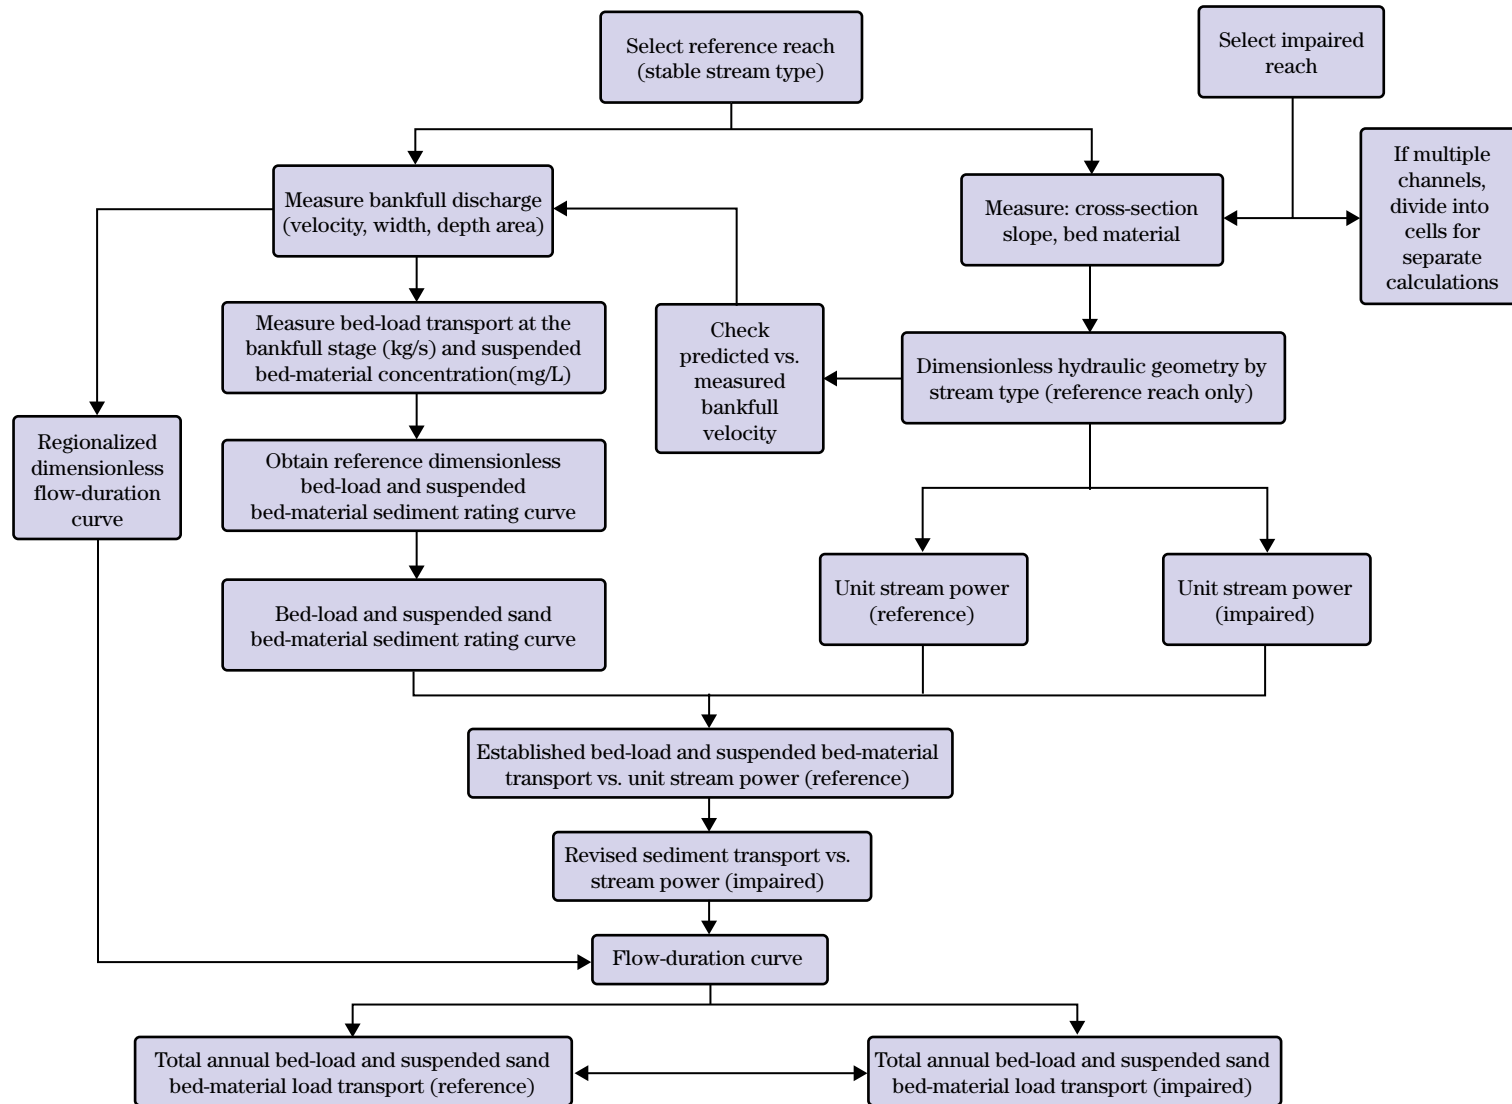 Select reference reach
(stable stream type)
Select impaired
reach
If multiple
channels,
divide into
cells for
separate
calculations
Measure bankfull discharge
(velocity, width, depth area)
Measure: cross-section
slope, bed material
Measure bed-load transport at the
bankfull stage (kg/s) and suspended
bed-material concentration(mg/L)
Check
predicted vs.
measured
bankfull
velocity
Dimensionless hydraulic geometry by
stream type (reference reach only)
Regionalized
dimensionless
flow-duration
curve
Obtain reference dimensionless
bed-load and suspended
bed-material sediment rating curve
Bed-load and suspended sand
bed-material sediment rating curve
Unit stream power
(reference)
Unit stream power
(impaired)
Established bed-load and suspended bed-material
transport vs. unit stream power (reference)
Revised sediment transport vs.
stream power (impaired)
Flow-duration curve
Total annual bed-load and suspended sand
bed-material load transport (reference)
Total annual bed-load and suspended sand
bed-material load transport (impaired)